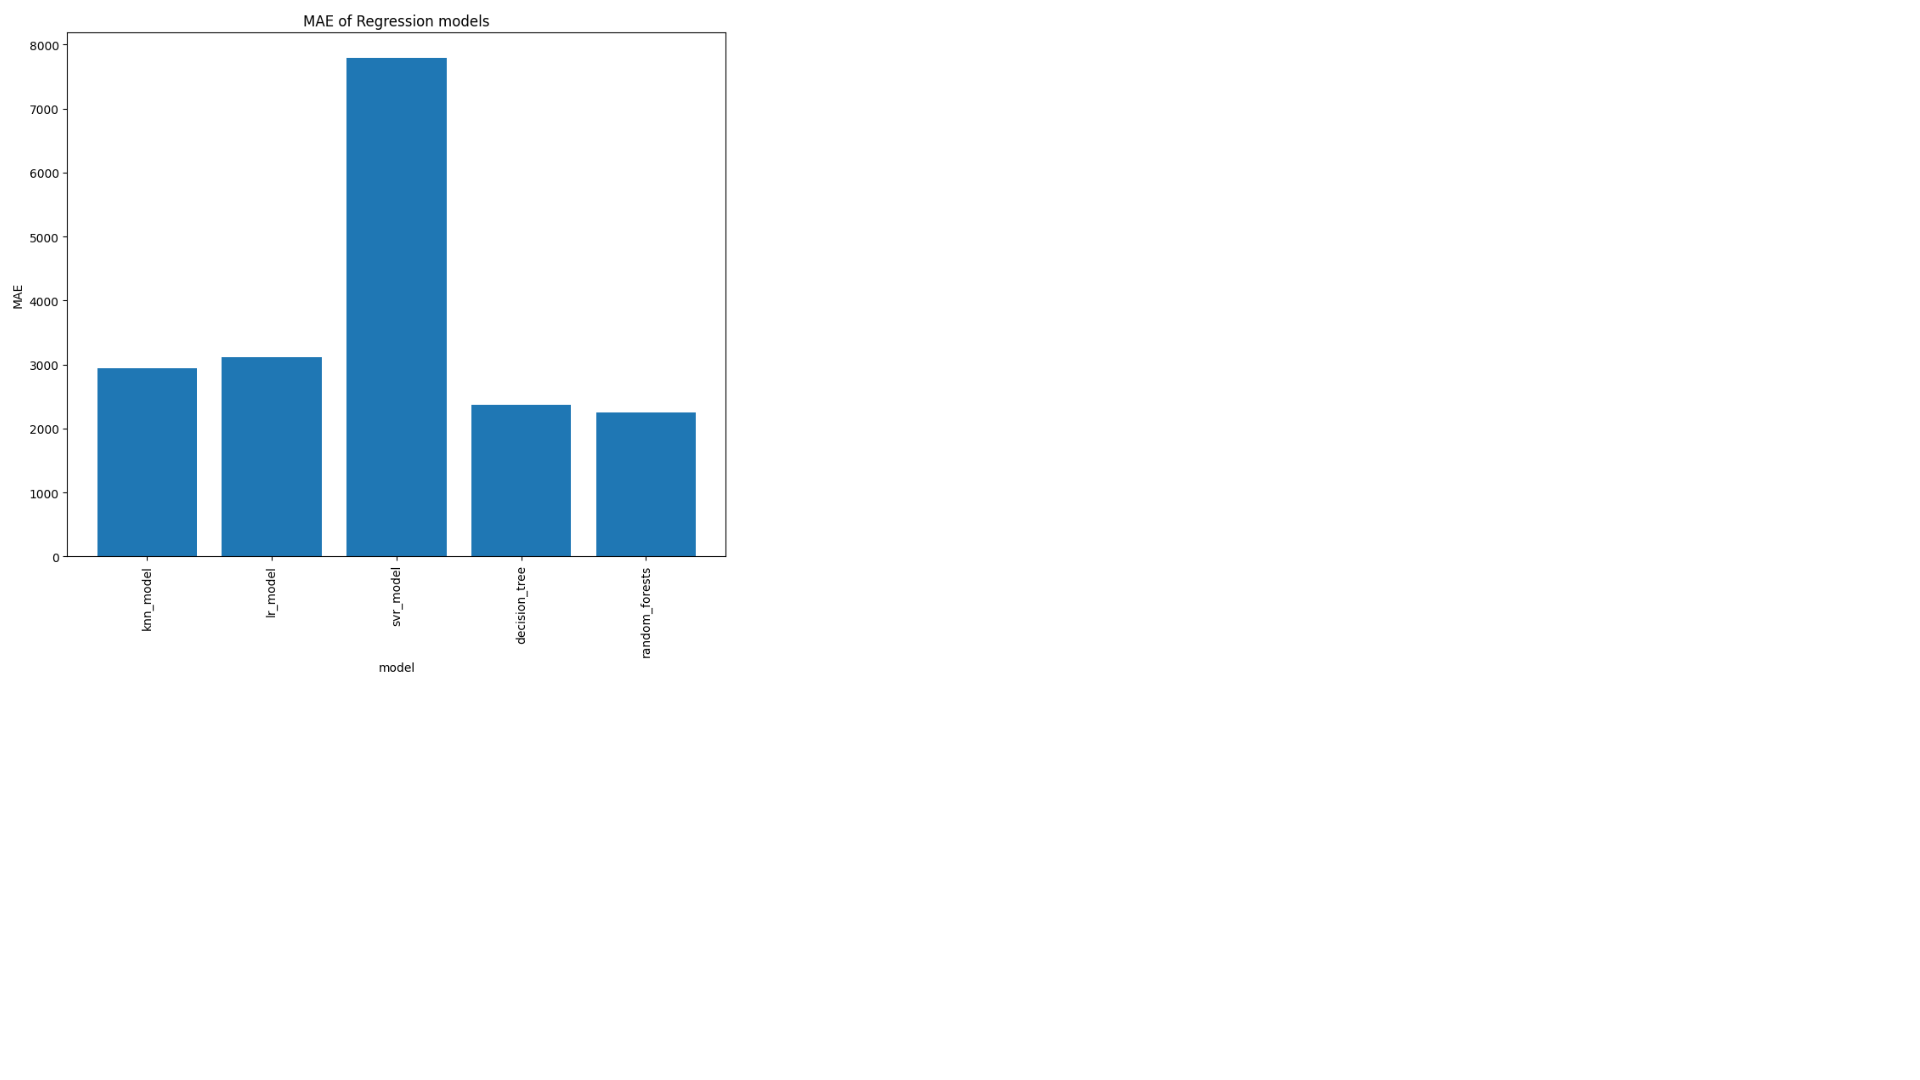 MAE of Regression models
8000
7000
6000
5000
4000
3000
2000
1000
0
MAE
knn_model
lr_model
svr_model
decision_tree
random_forests
model